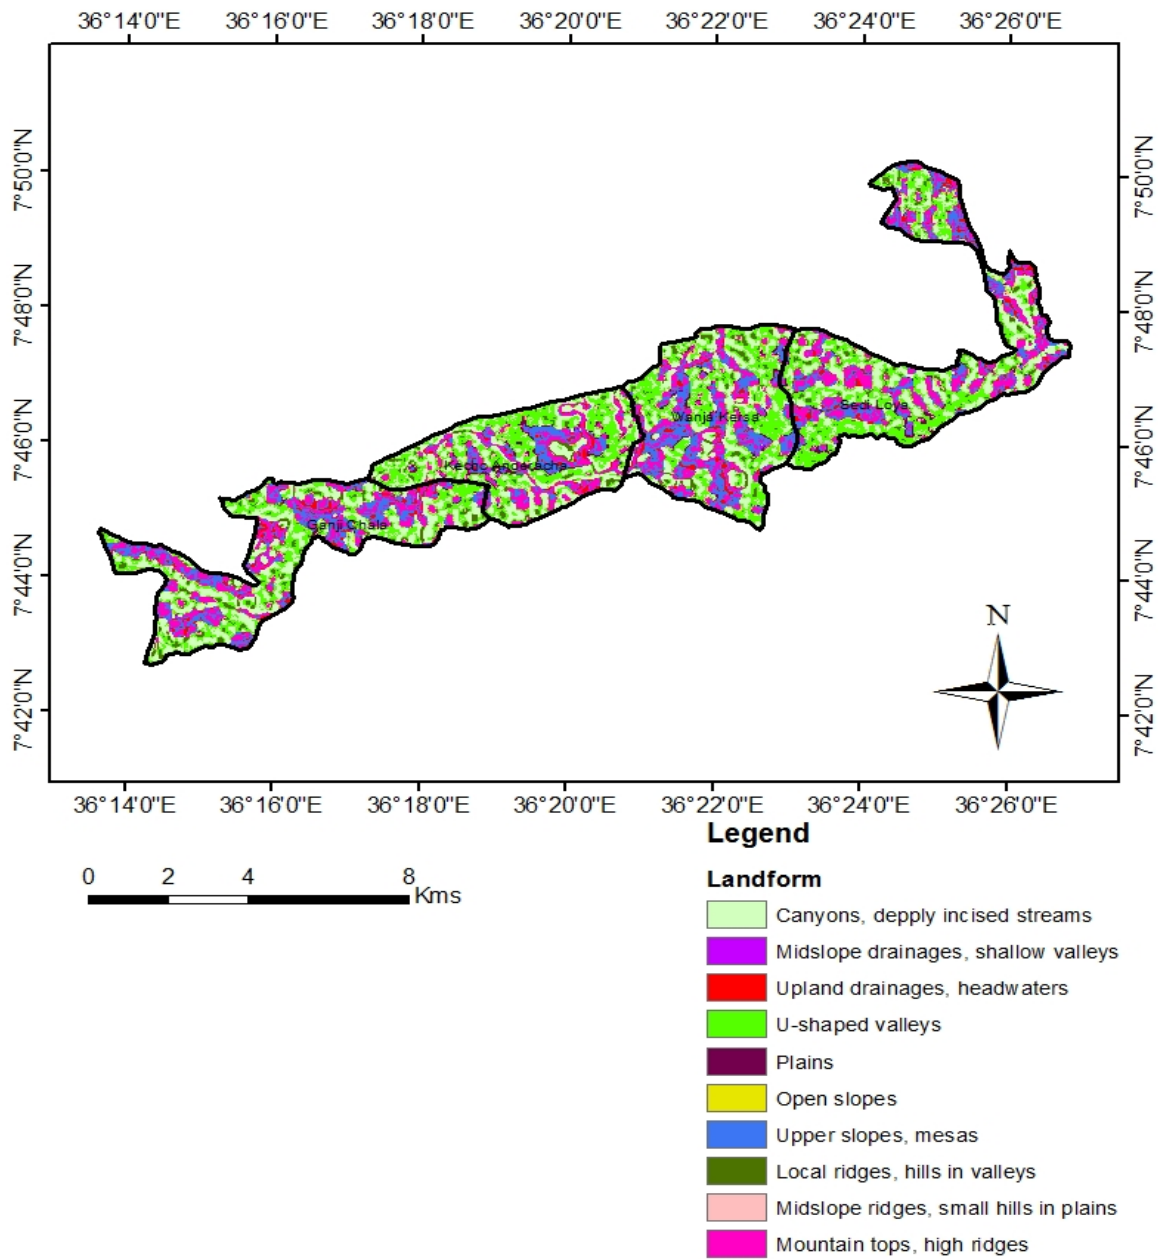 36°14'0"E 36°16'0"E 36°18'0"E 36°20'0"E 36°22'0"E 36°24'0"E 36°26'0"E
7°50'0"N 7°50'0"N
7°48'0"N 7°48'0"N
Sedi Loya
Wanja Kersa
7°46'0"N 7°46'0"N
Angeracha
Ganji Chala
7°44'0"N 7°44'0"N
N
7°42'0"N 7°42'0"N
36°14'0"E 36°16'0"E 36°18'0"E 36°20'0"E 36°22'0"E 36°24'0"E 36°26'0"E
Legend
0 2 4 8
Kms
Landform
Canyons, depply incised streams
Midslope drainages, shallow valleys
Upland drainages, headwaters
U-shaped valleys
Plains
Open slopes
Upper slopes, mesas
Local ridges, hills in valleys
Midslope ridges, small hills in plains
Mountain tops, high ridges